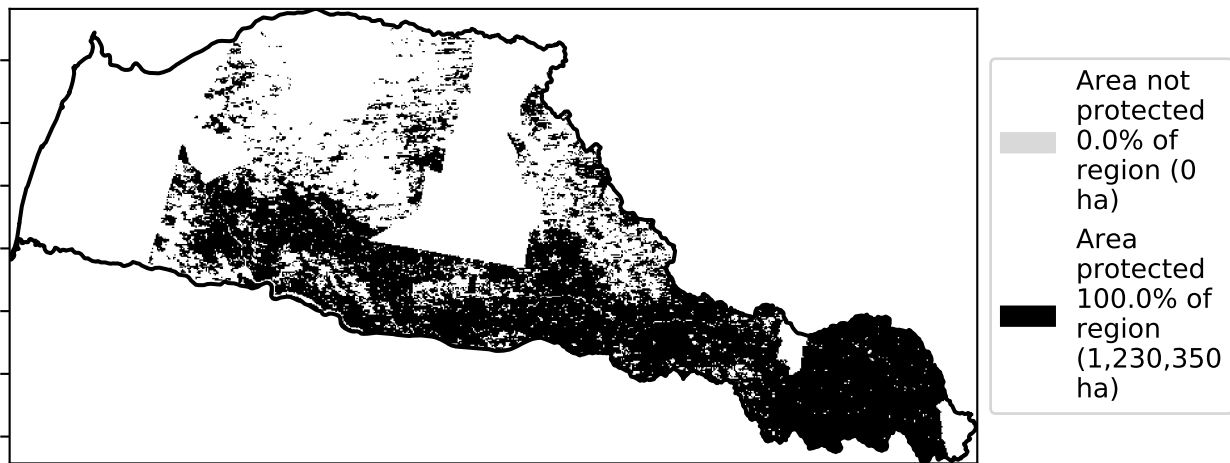 Area not
protected
0.0% of
region (0
ha)
Area
protected
100.0% of
region
(1,230,350
ha)